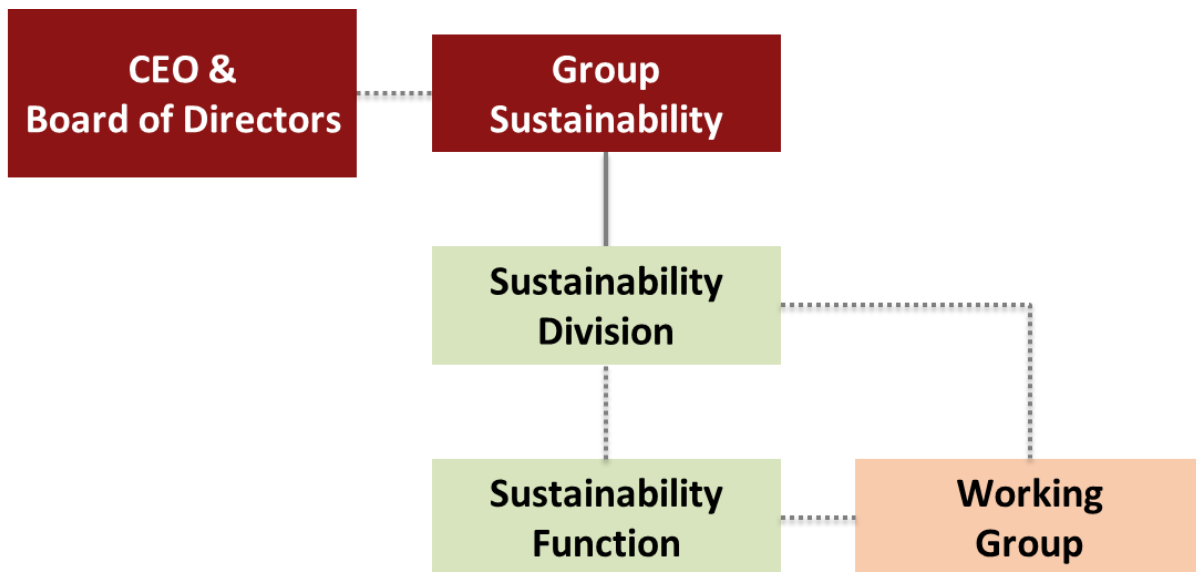 CEO &
Board of Directors
Group
Sustainability
Sustainability
Division
Sustainability
Function
Working
Group